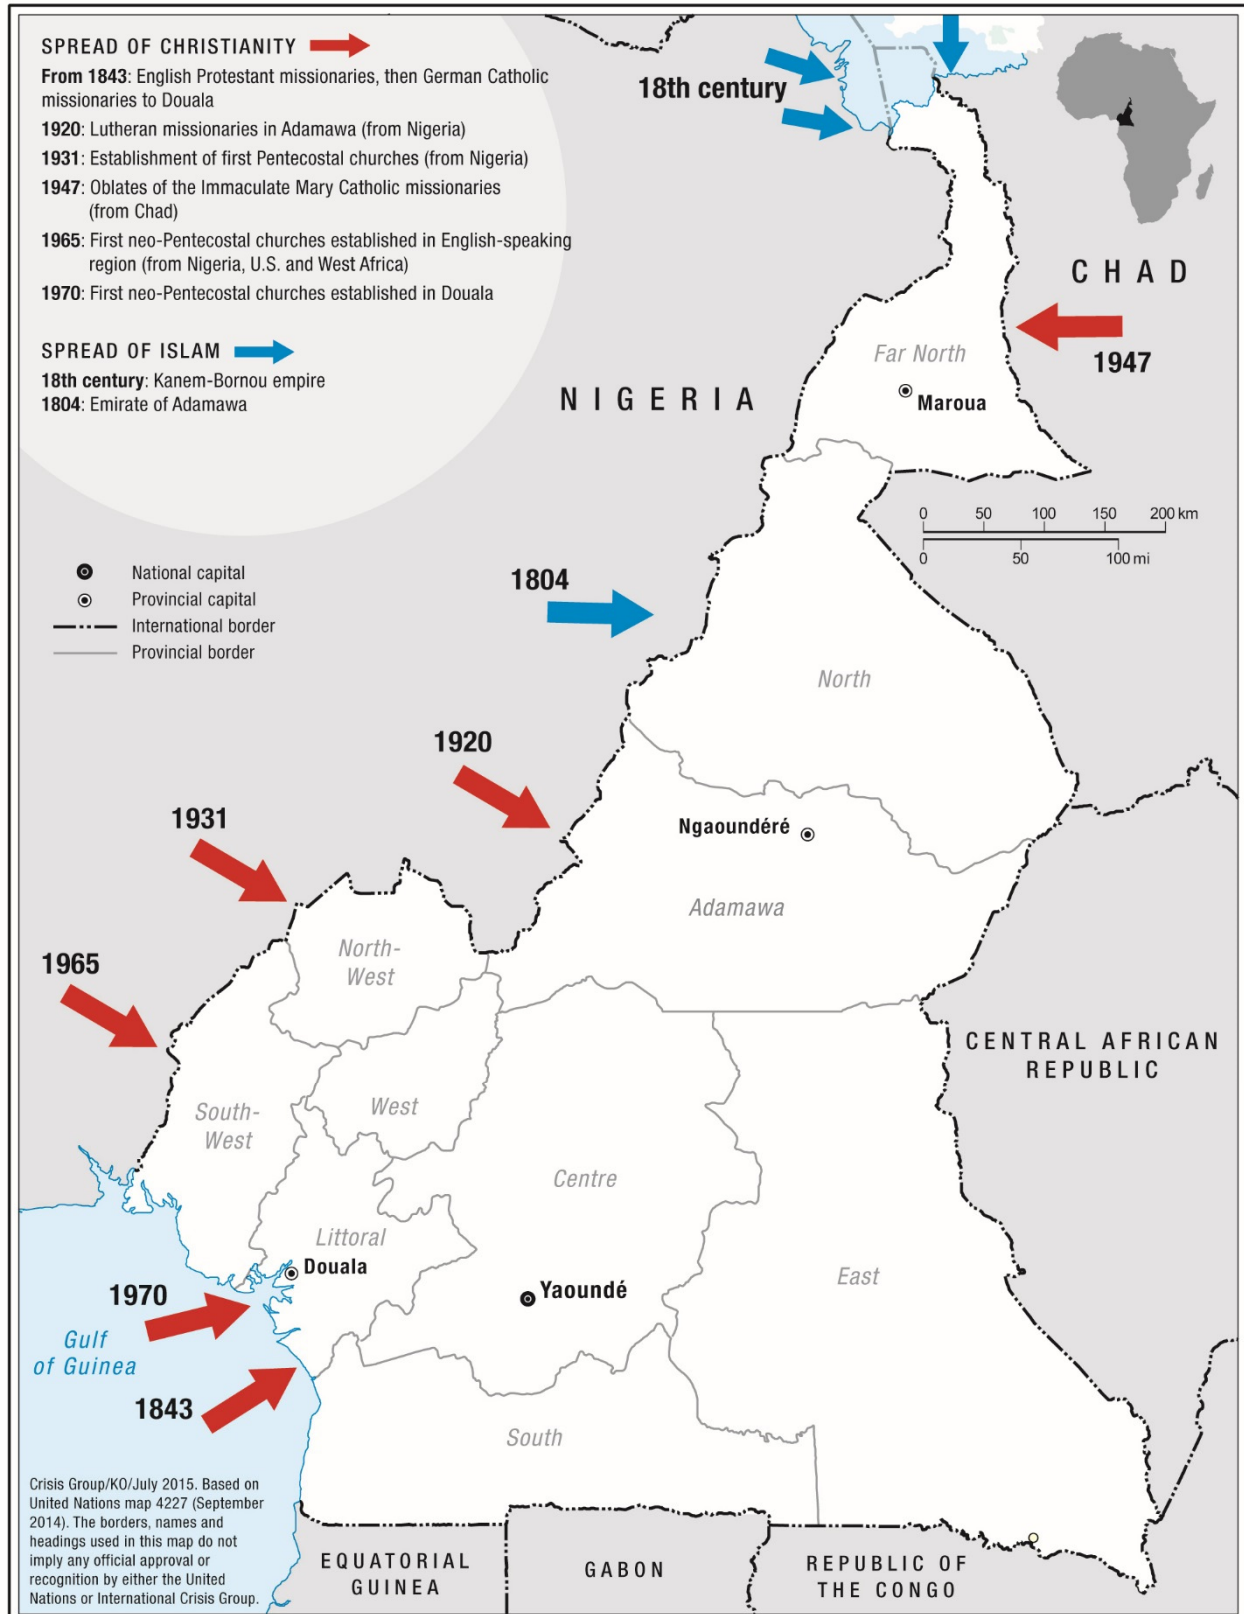 SPREAD OF CHRISTIANITY
From 1843: English Protestant missionaries, then German Catholic
missionaries to Douala
1920: Lutheran missionaries in Adamawa (from Nigeria)
1931: Establishment of first Pentecostal churches (from Nigeria)
1947: Oblates of the Immaculate Mary Catholic missionaries
(from Chad)
1965: First neo-Pentecostal churches established in English-speaking
region (from Nigeria, U.S. and West Africa)
1970: First neo-Pentecostal churches established in Douala
SPREAD OF ISLAM
18th century: Kanem-Bornou empire
1804: Emirate of Adamawa
National capital
Provincial capital
International border
Provincial border
18th century
CHAD
1947
Far North
Maroua
NIGERIA
0 50 100 150 200 km
0 50 100 mi
1804
North
1920
Ngaoundéré
1931
Adamawa
North-
West
1965
CENTRAL AFRICAN
REPUBLIC
West
South-
West
Centre
Littoral
Douala
East
Yaoundé
1970
Gulf
of Guinea
1843
South
Crisis Group/KO/July 2015. Based on
United Nations map 4227 (September
2014). The borders, names and
headings used in this map do not
imply any official approval or
recognition by either the United
Nations or International Crisis Group.
EQUATORIAL
GUINEA
GABON
REPUBLIC OF
THE CONGO